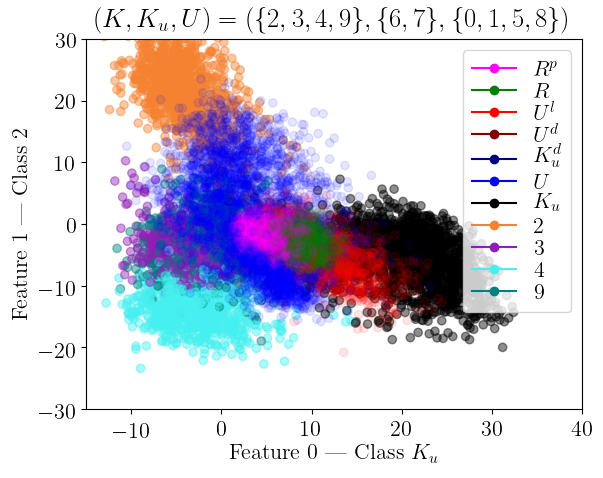 (K, K_u, U) = ({2, 3, 4, 9}, {6, 7}, {0, 1, 5, 8})
30
20
10
0
−10
−20
−30
Feature 1 — Class 2
−10 0 10 20 30 40
Feature 0 — Class K_u
R^p
R
U^l
U^d
K_u^d
U
K_u
2
3
4
9